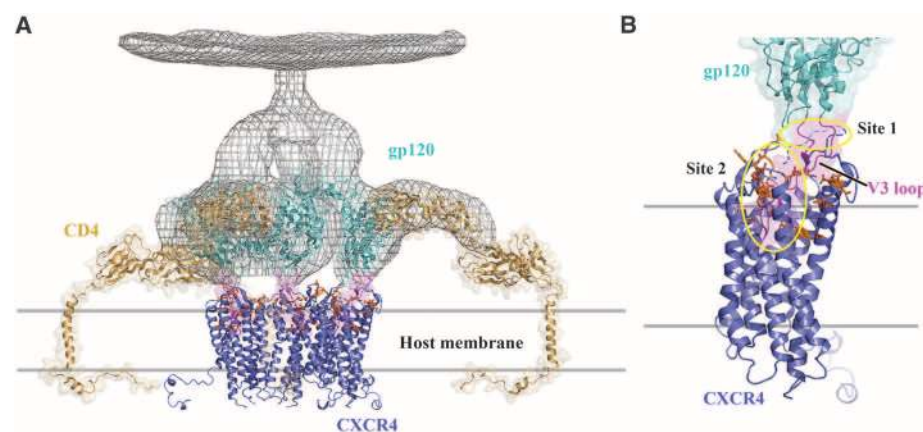 A
gp120
CD4
Host membrane
CXCR4
B
gp120
Site 1
Site 2
V3 loop
CXCR4